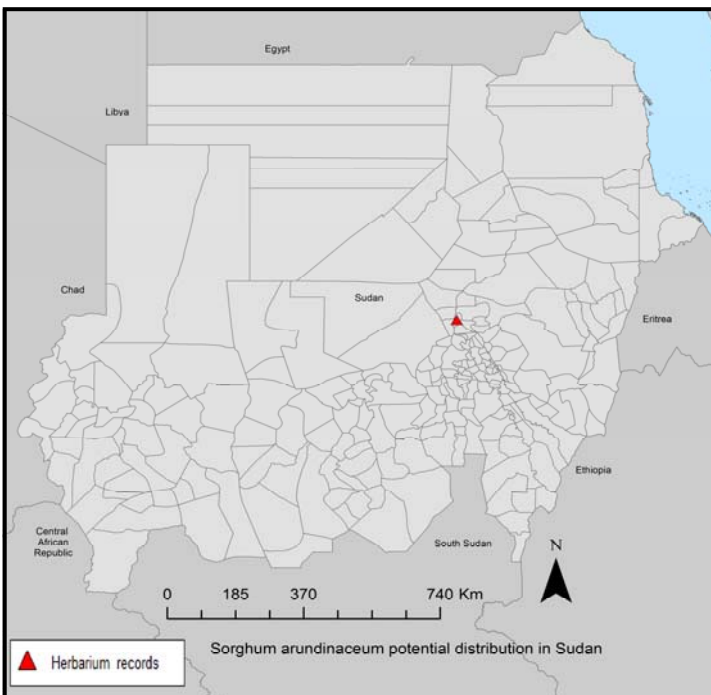 Egypt
Libya
Chad
Sudan
Eritrea
Ethiopia
Central
African
Republic
South Sudan
N
0 185 370 740 Km
Sorghum arundinaceum potential distribution in Sudan
Herbarium records